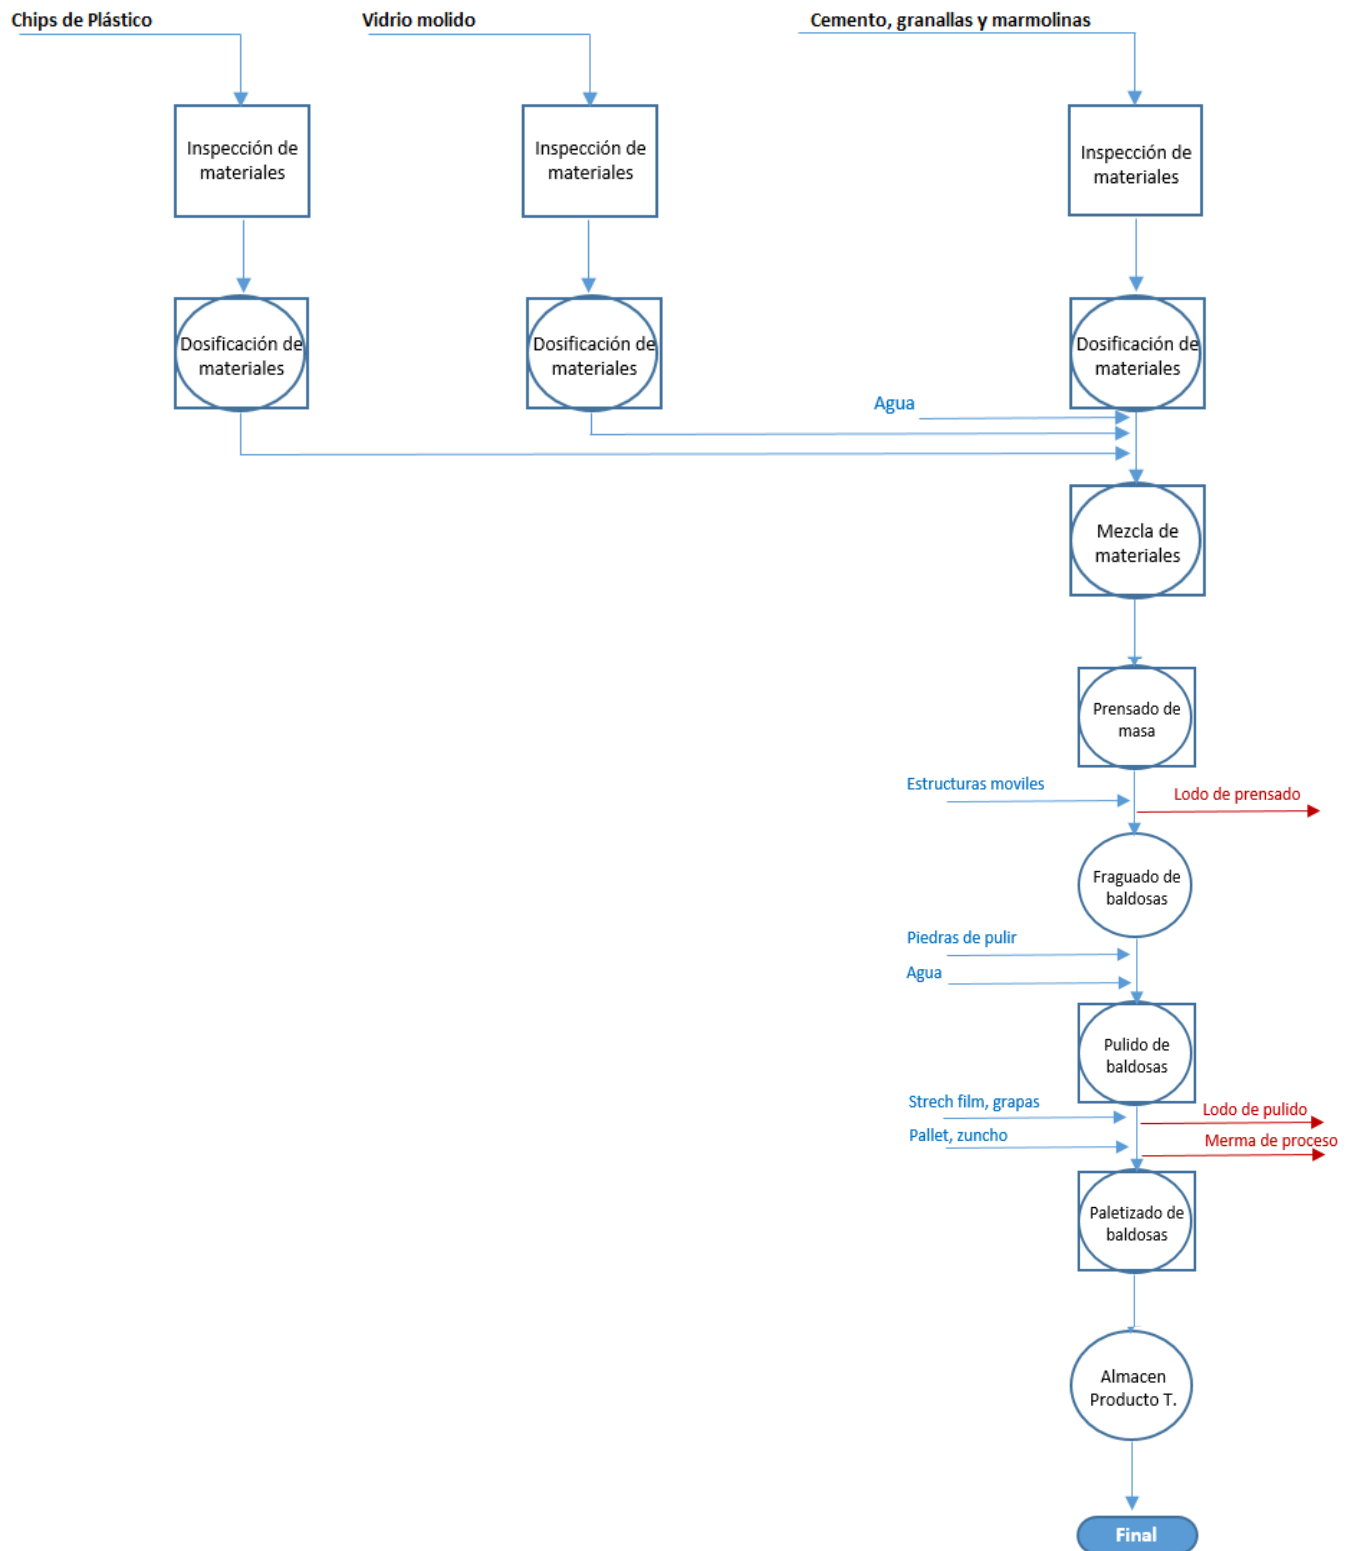 Chips de Plástico
Vidrio molido
Cemento, granallas y marmolinas
Inspección de
materiales
Inspección de
materiales
Inspección de
materiales
Dosificación de
materiales
Dosificación de
materiales
Dosificación de
materiales
Agua
Mezcla de
materiales
Prensado de
masa
Estructuras moviles
Lodo de prensado
Fraguado de
baldosas
Piedras de pulir
Agua
Pulido de
baldosas
Strech film, grapas
Lodo de pulido
Pallet, zuncho
Merma de proceso
Paletizado de
baldosas
Almacen
Producto T.
Final